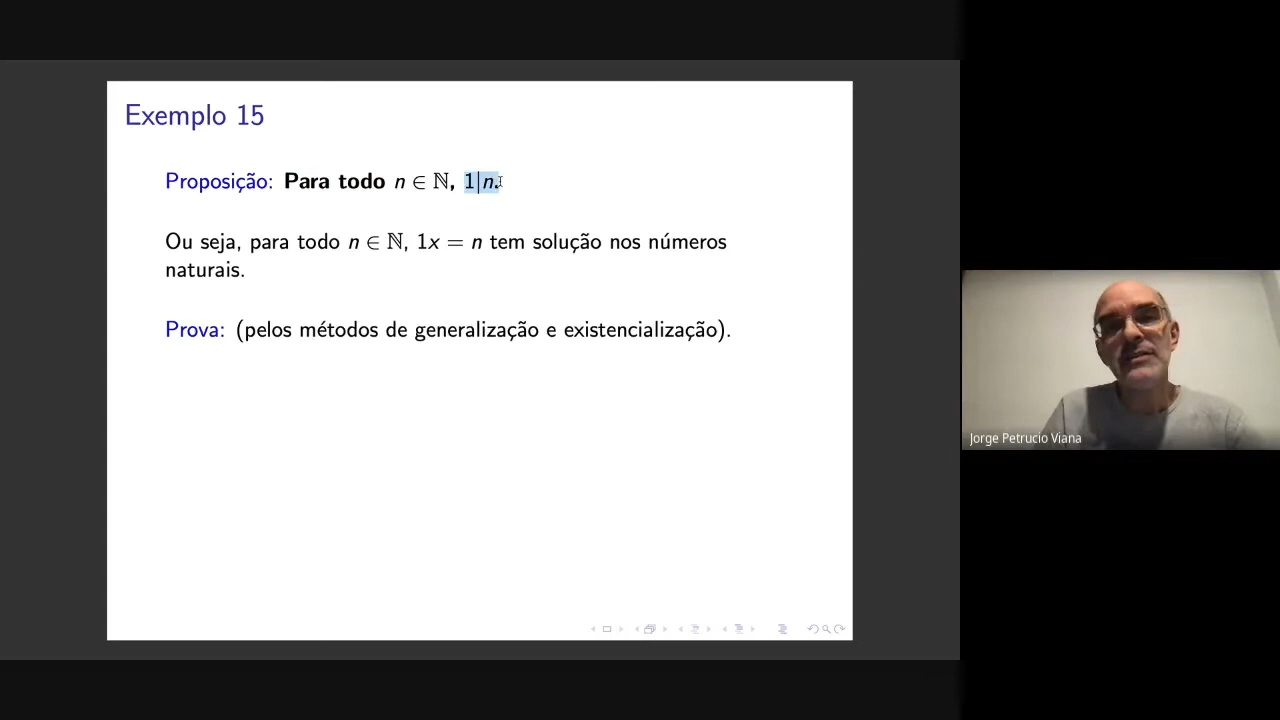 Exemplo 15
Proposição: Para todo n ∈ ℕ, 1|n.
Ou seja, para todo n ∈ ℕ, 1x = n tem solução nos números
naturais.
Prova: (pelos métodos de generalização e existencialização).
Jorge Petrucio Viana